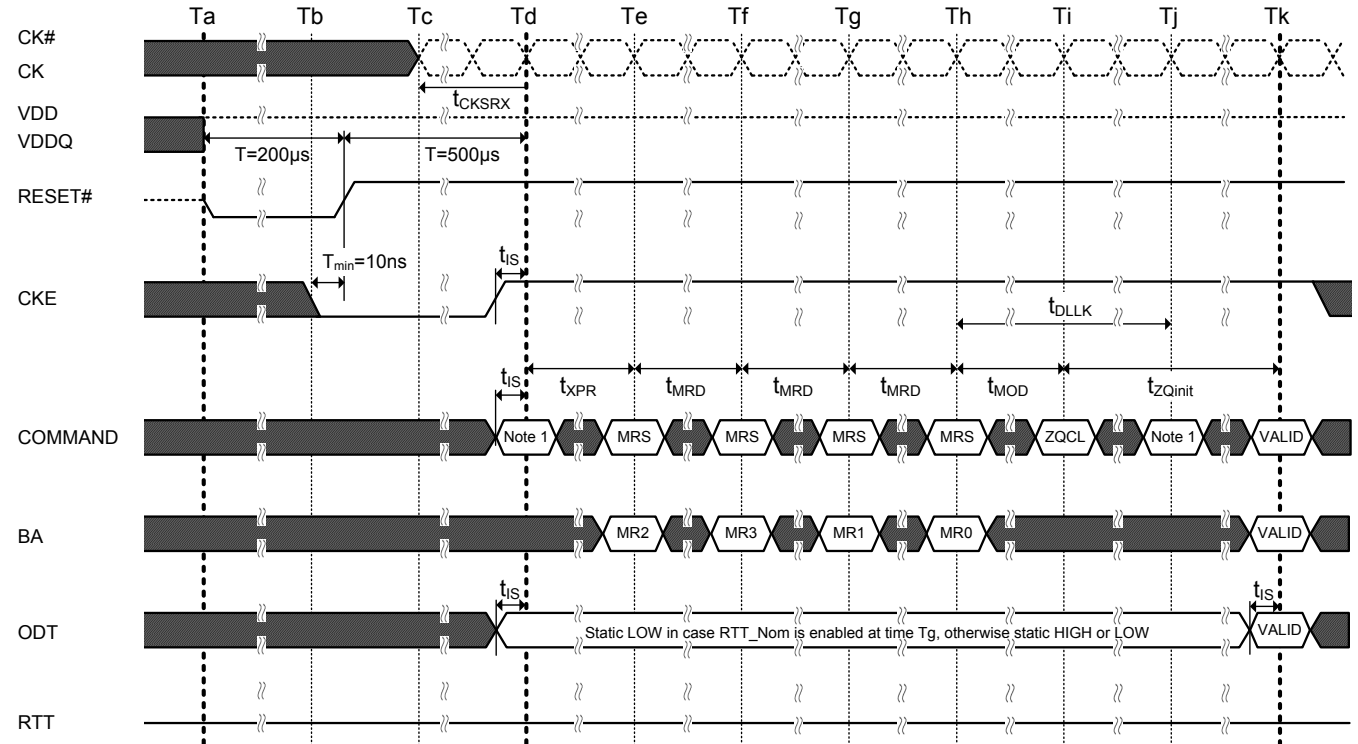 Ta Tb Tc Td Te Tf Tg Th Ti Tj Tk
CK#
CK
tCKSRX
VDD
VDDQ
T=200µs T=500µs
RESET#
Tmin=10ns
tIS
CKE
tDLLK
tIS tXPR tMRD tMRD tMRD tMOD tZQinit
COMMAND Note 1 MRS MRS MRS MRS ZQCL Note 1 VALID
BA MR2 MR3 MR1 MR0 VALID
tIS tIS
ODT Static LOW in case RTT_Nom is enabled at time Tg, otherwise static HIGH or LOW VALID
RTT